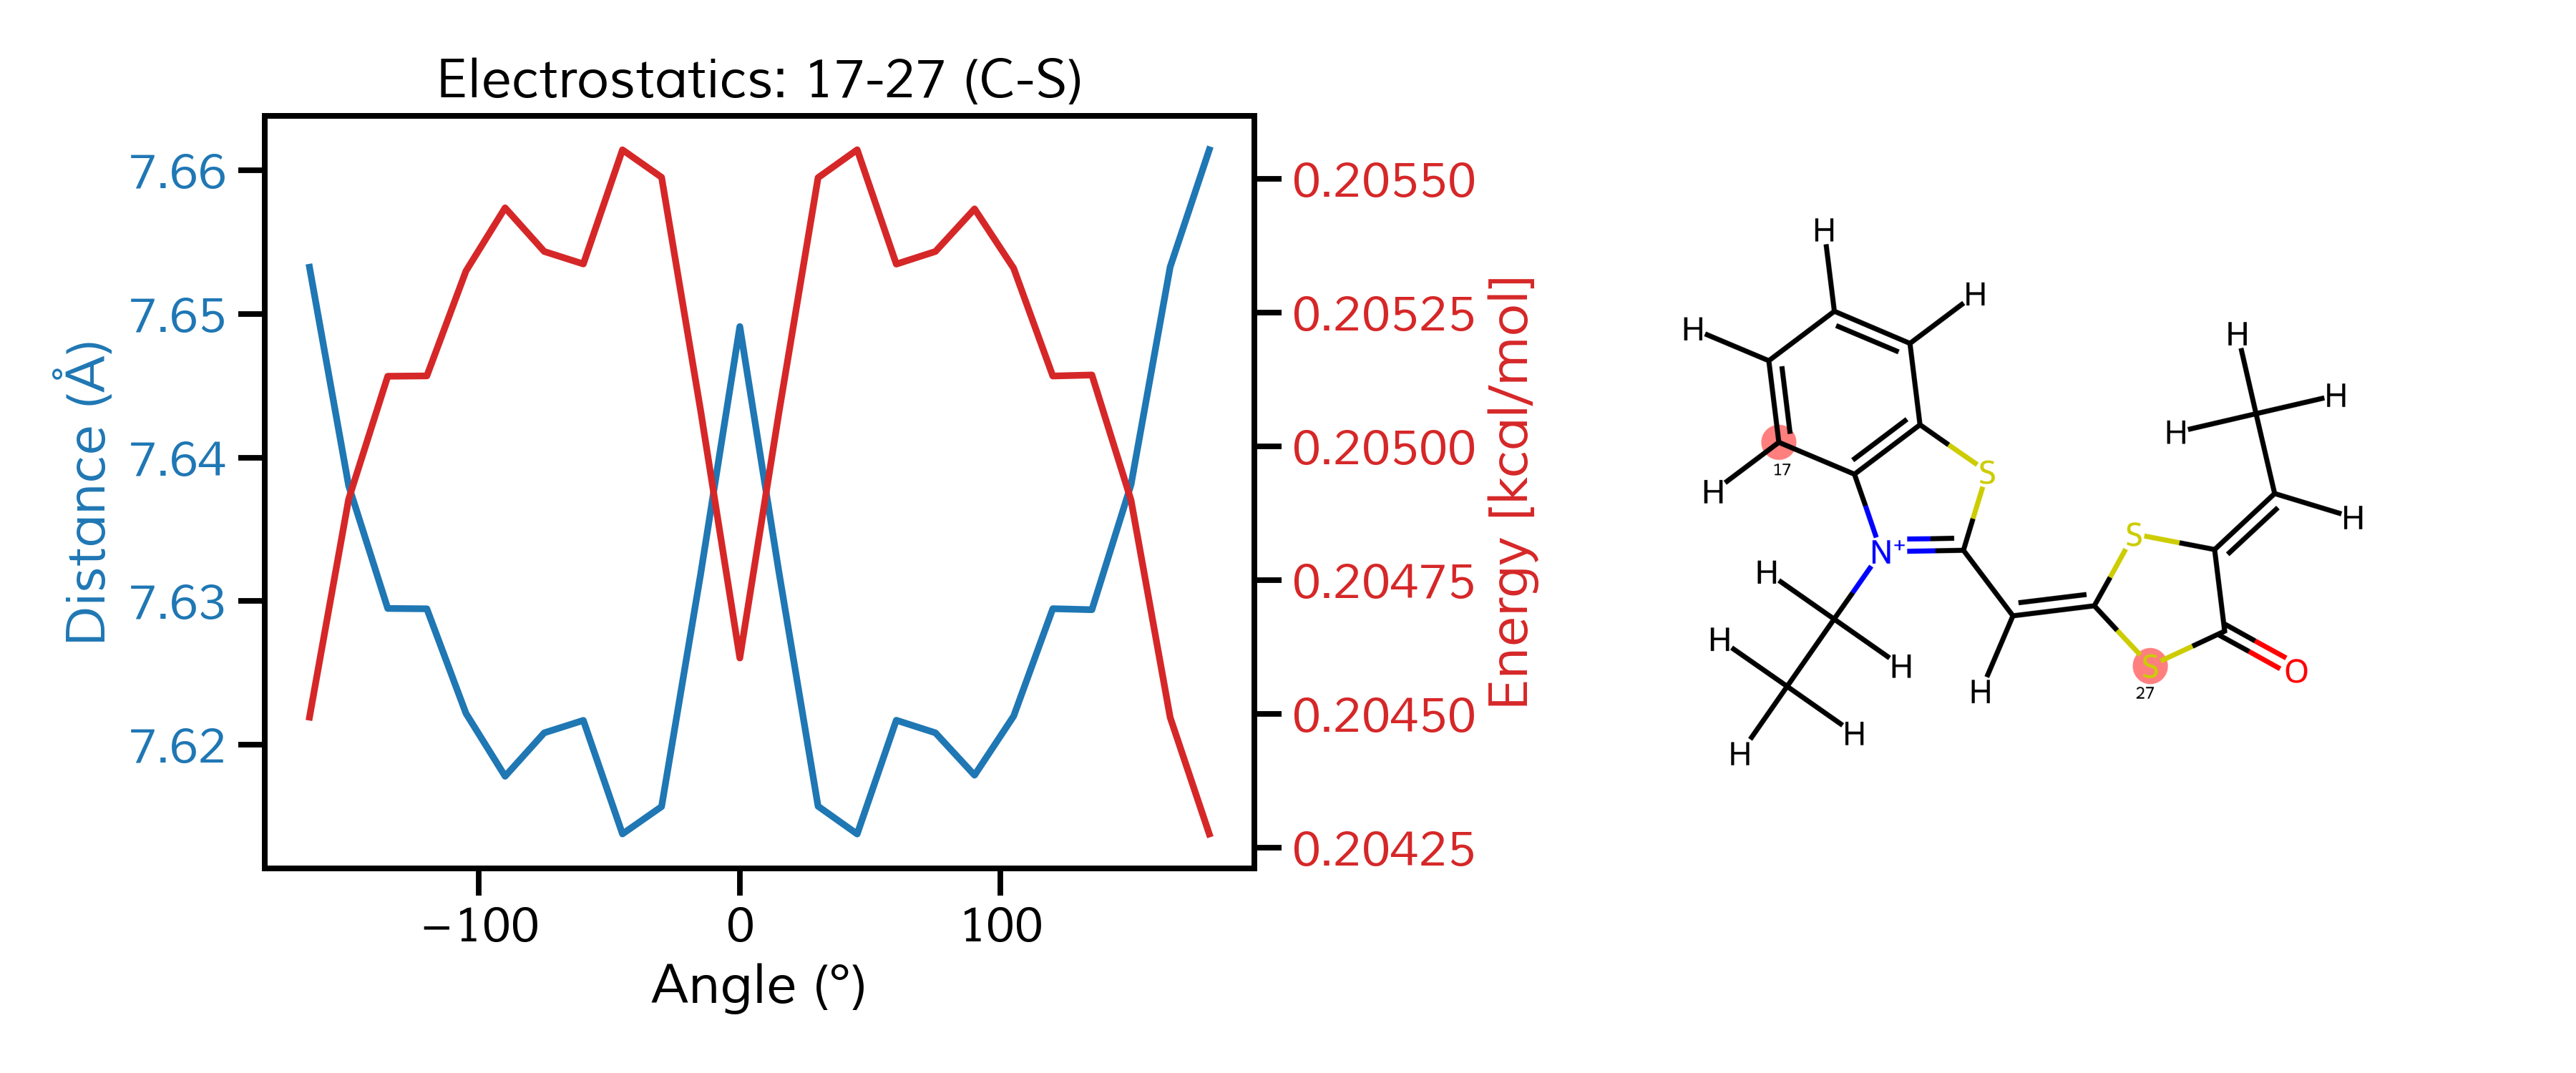 Electrostatics: 17-27 (C-S)
Distance (Å)
7.66
7.65
7.64
7.63
7.62
0.20550
0.20525
0.20500
0.20475
0.20450
0.20425
Energy [kcal/mol]
−100 0 100
Angle (°)
H
H
H
H
H
H
17
H
S
S
H
N+
H
H
H
S
27
O
H
H
H